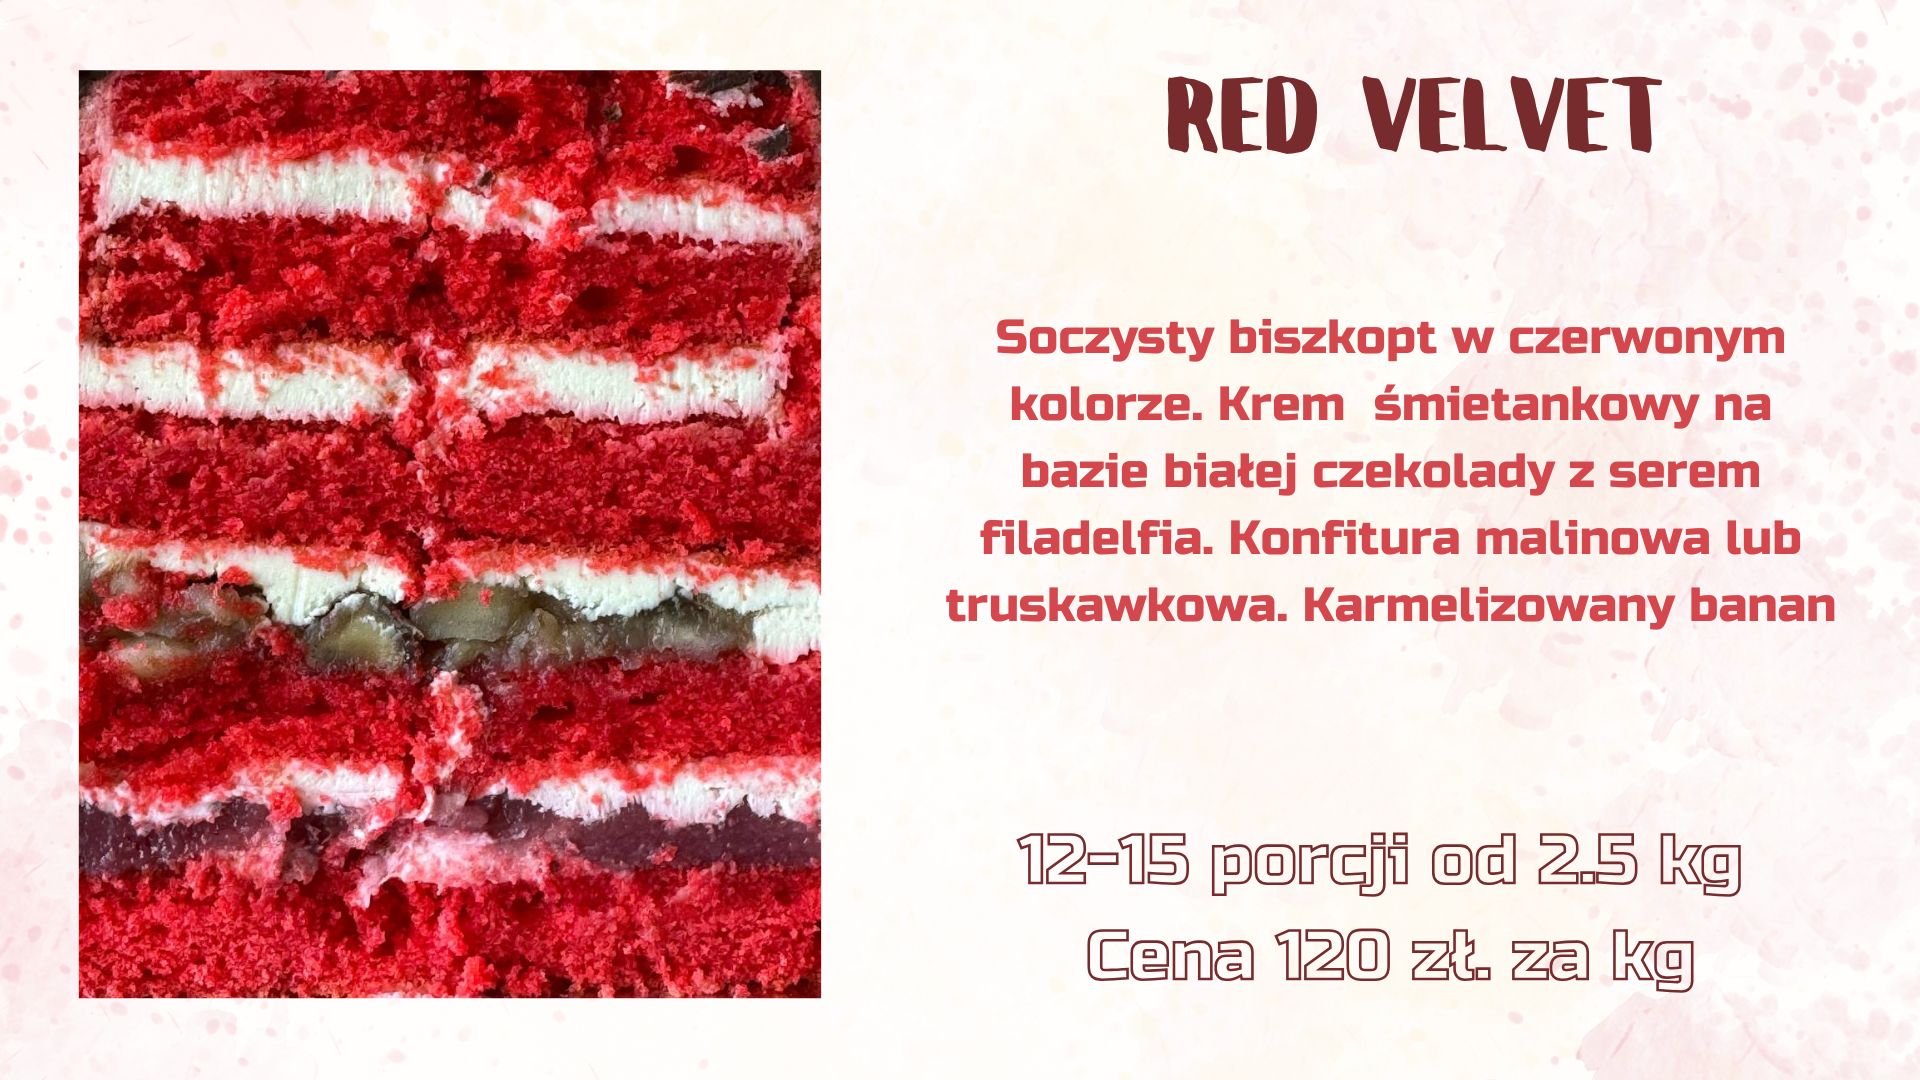 RED VELVET
Soczysty biszkopt w czerwonym
kolorze. Krem  śmietankowy na
bazie białej czekolady z serem
filadelfia. Konfitura malinowa lub
truskawkowa. Karmelizowany banan
12-15 porcji od 2.5 kg
Cena 120 zł. za kg